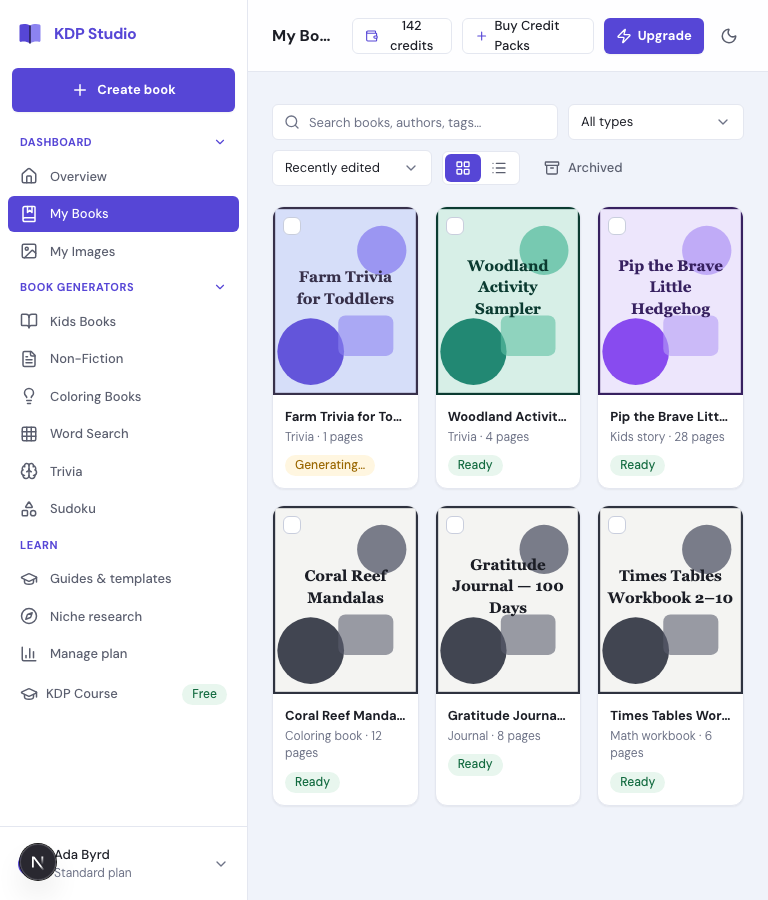 KDP Studio
Create book
DASHBOARD
Overview
My Books
My Images
BOOK GENERATORS
Kids Books
Non-Fiction
Coloring Books
Word Search
Trivia
Sudoku
LEARN
Guides & templates
Niche research
Manage plan
KDP Course
Free
N
Ada Byrd
Standard plan
My Bo...
142
credits
Buy Credit
Packs
Upgrade
Search books, authors, tags...
All types
Recently edited
Archived
Farm Trivia
for Toddlers
Farm Trivia for To...
Trivia · 1 pages
Generating...
Woodland
Activity
Sampler
Woodland Activit...
Trivia · 4 pages
Ready
Pip the Brave
Little
Hedgehog
Pip the Brave Litt...
Kids story · 28 pages
Ready
Coral Reef
Mandalas
Coral Reef Manda...
Coloring book · 12
pages
Ready
Gratitude
Journal — 100
Days
Gratitude Journa...
Journal · 8 pages
Ready
Times Tables
Workbook 2–10
Times Tables Wor...
Math workbook · 6
pages
Ready